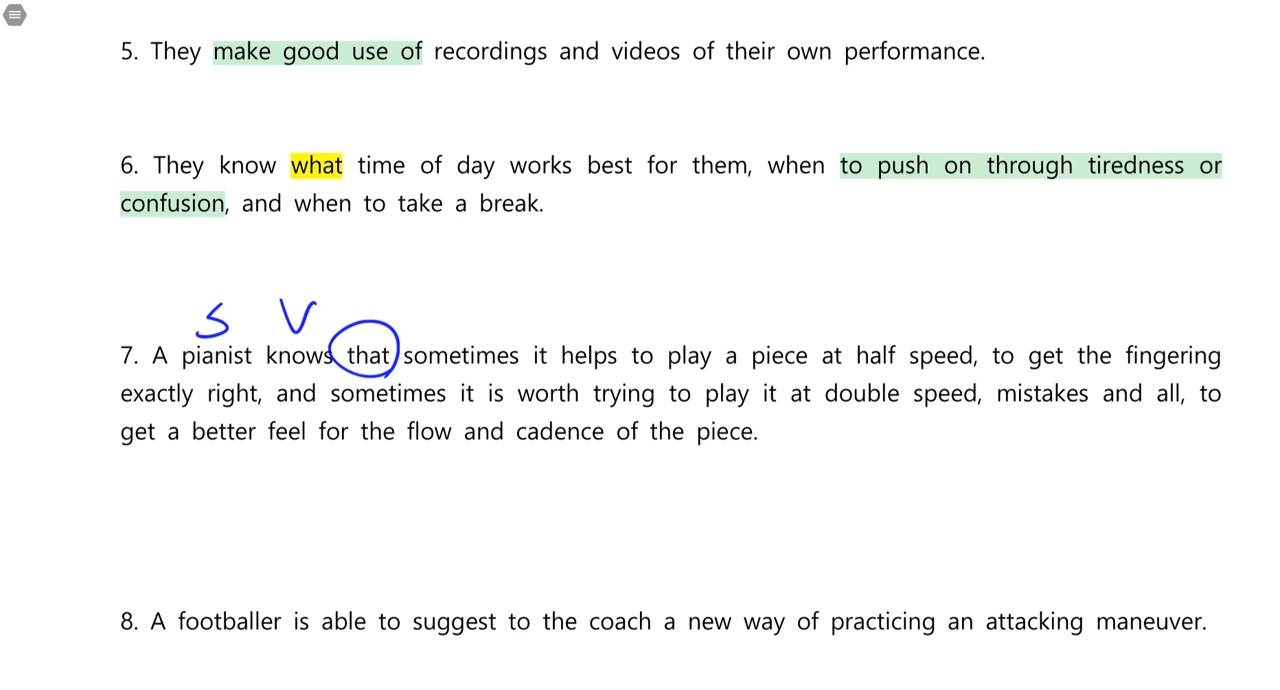 5. They make good use of recordings and videos of their own performance.
6. They know what time of day works best for them, when to push on through tiredness or
confusion, and when to take a break.
S V
7. A pianist knows that sometimes it helps to play a piece at half speed, to get the fingering
exactly right, and sometimes it is worth trying to play it at double speed, mistakes and all, to
get a better feel for the flow and cadence of the piece.
8. A footballer is able to suggest to the coach a new way of practicing an attacking maneuver.